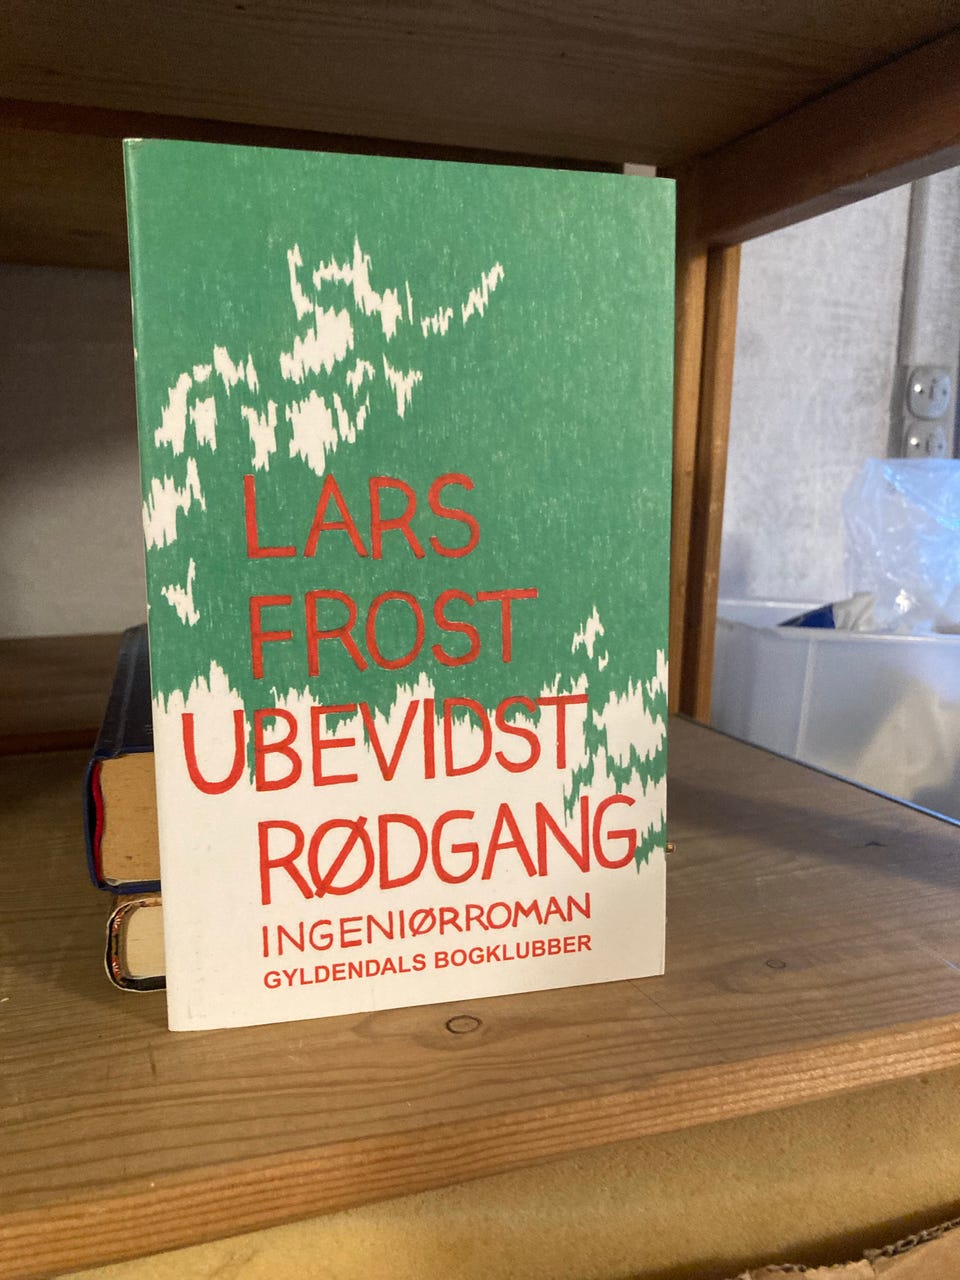 LARS
FROST
UBEVIDST
RØDGANG
INGENIØRROMAN
GYLDENDALS BOGKLUBBER